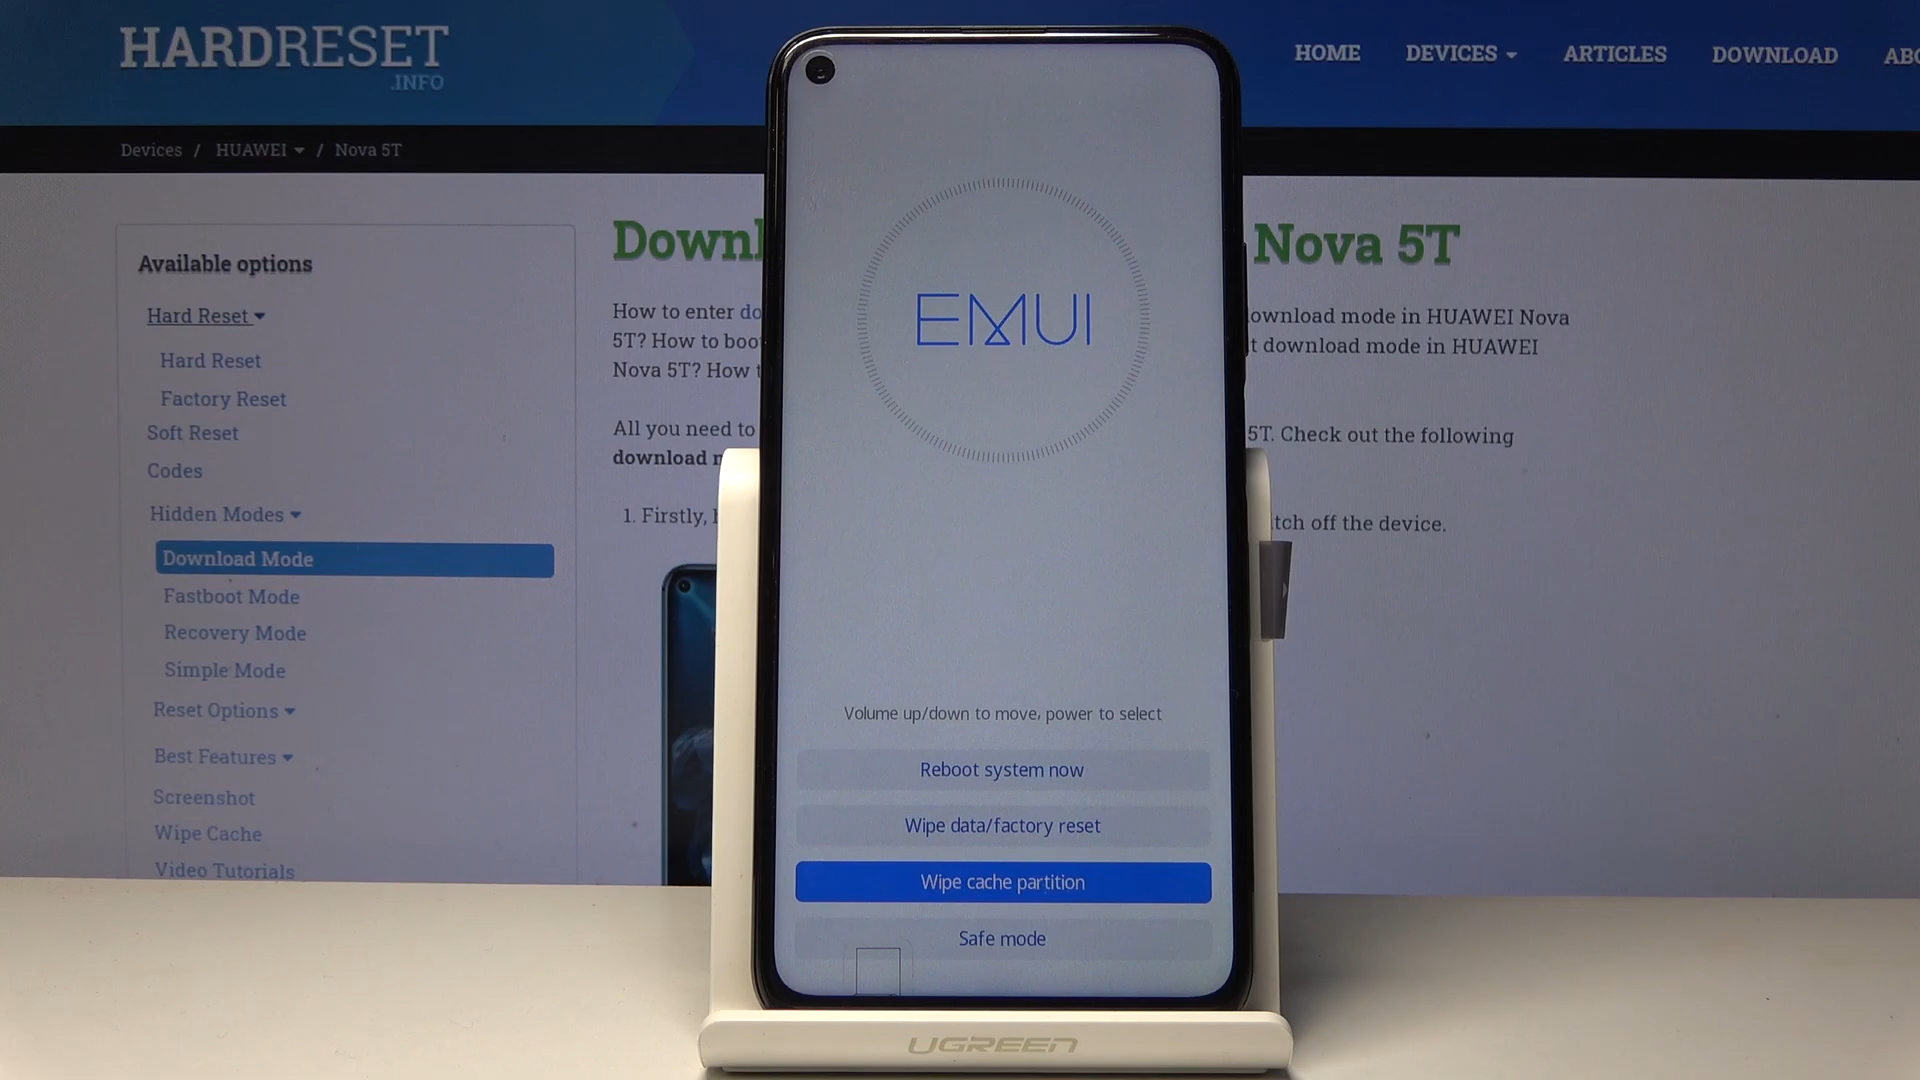 HARDRESET
.INFO
HOME DEVICES ARTICLES DOWNLOAD
Devices / HUAWEI / Nova 5T
Available options
Hard Reset
Hard Reset
Factory Reset
Soft Reset
Codes
Hidden Modes
Download Mode
Fastboot Mode
Recovery Mode
Simple Mode
Reset Options
Best Features
Screenshot
Wipe Cache
Video Tutorials
Nova 5T
How to enter
5T? How to
Nova 5T? How
download mode in HUAWEI Nova
download mode in HUAWEI
All you need to
download
5T. Check out the following
1. Firstly,
off the device.
EMUI
Volume up/down to move, power to select
Reboot system now
Wipe data/factory reset
Wipe cache partition
Safe mode
UGREEN